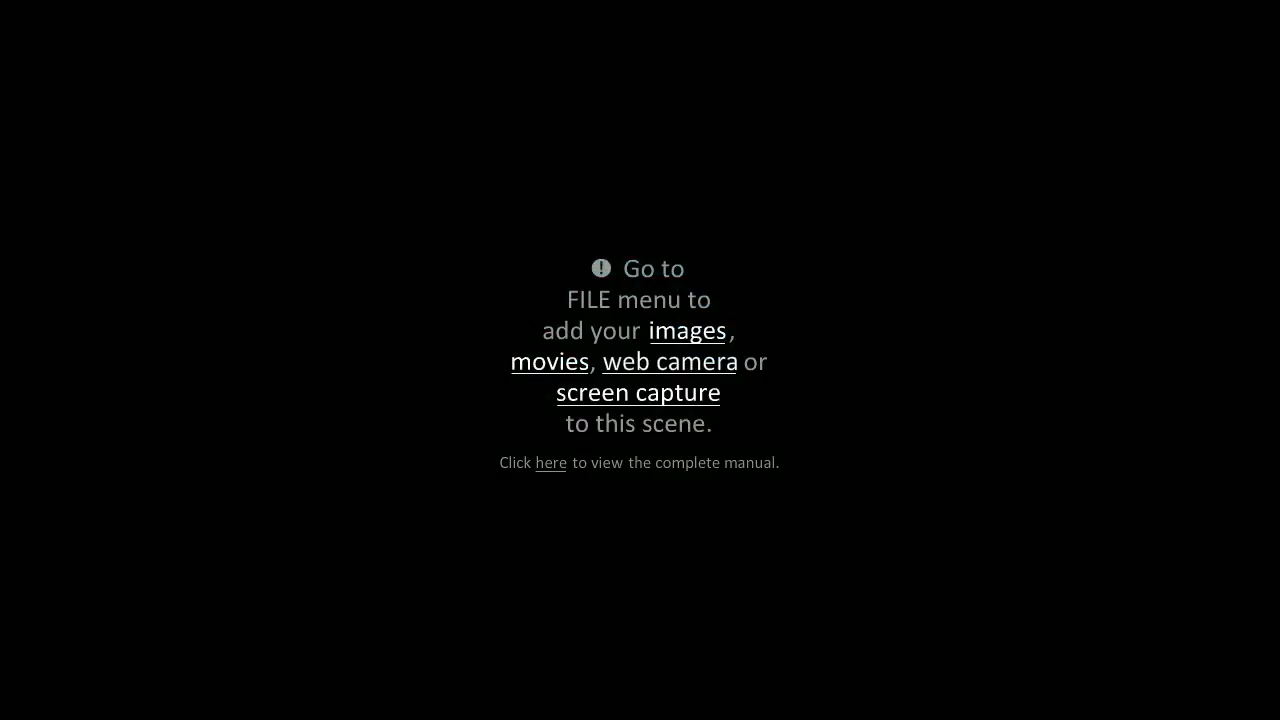 Go to
FILE menu to
add your images,
movies, web camera or
screen capture
to this scene.
Click here to view the complete manual.